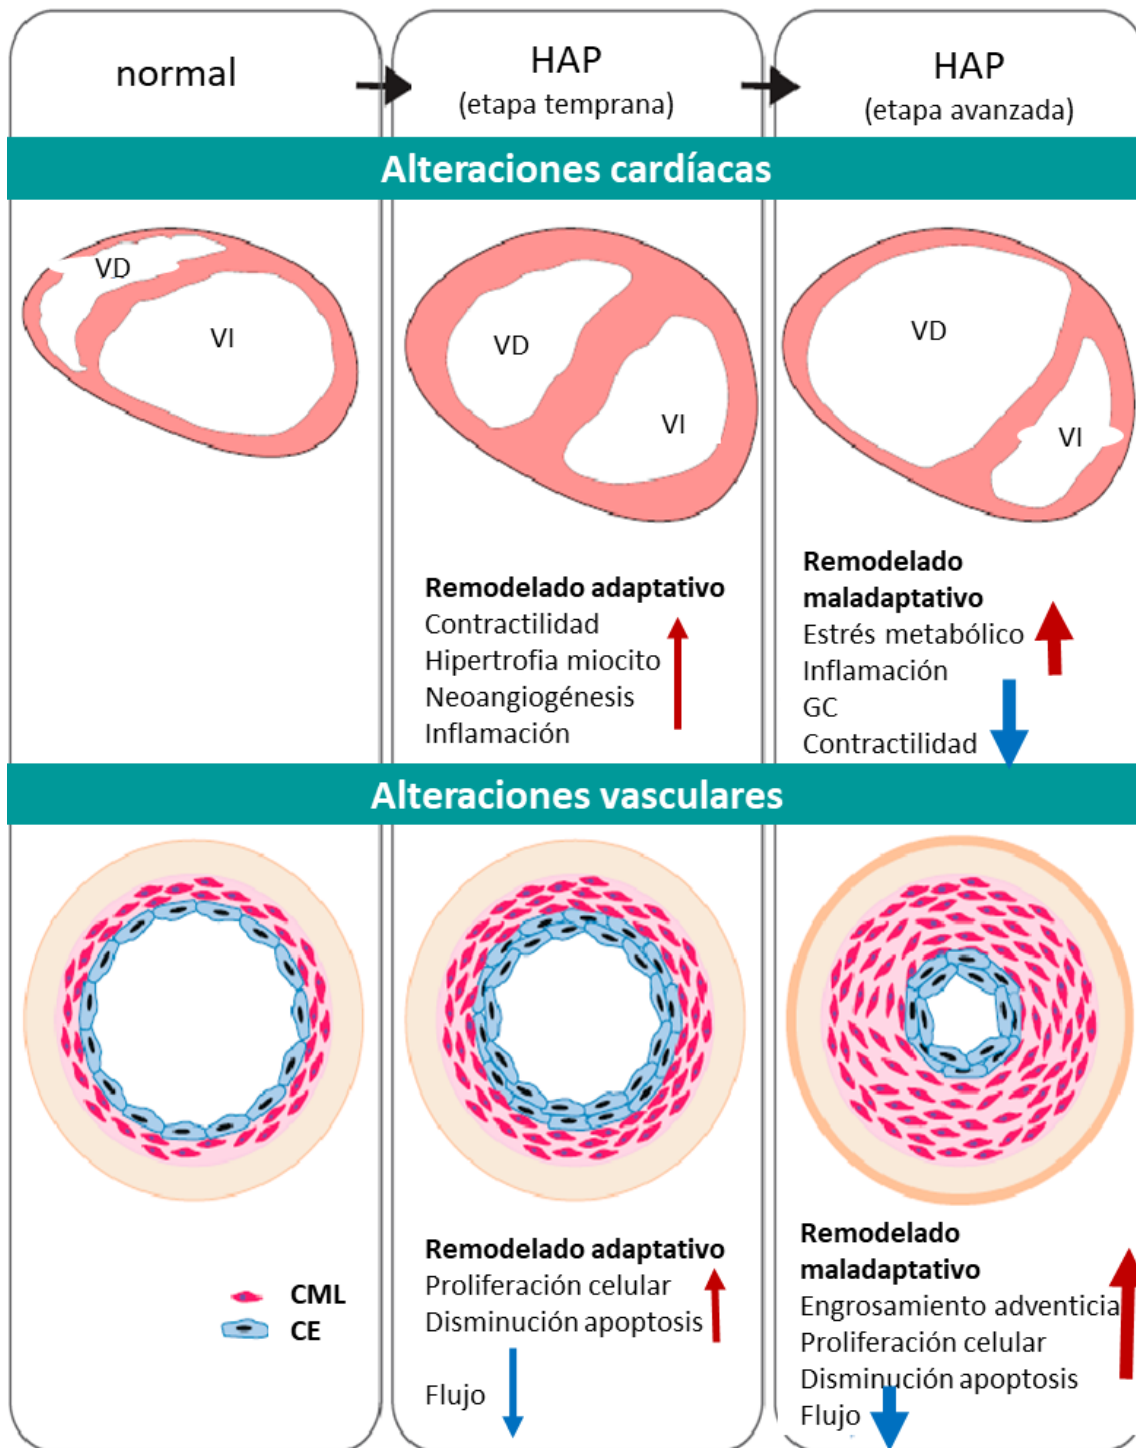 normal
HAP
(etapa temprana)
HAP
(etapa avanzada)
Alteraciones cardíacas
VD
VI
VD
VI
VD
VI
Remodelado adaptativo
Contractilidad
Hipertrofia miocito
Neoangiogénesis
Inflamación
Remodelado
maladaptativo
Estrés metabólico
Inflamación
GC
Contractilidad
Alteraciones vasculares
CML
CE
Remodelado adaptativo
Proliferación celular
Disminución apoptosis
Flujo
Remodelado
maladaptativo
Engrosamiento adventicia
Proliferación celular
Disminución apoptosis
Flujo